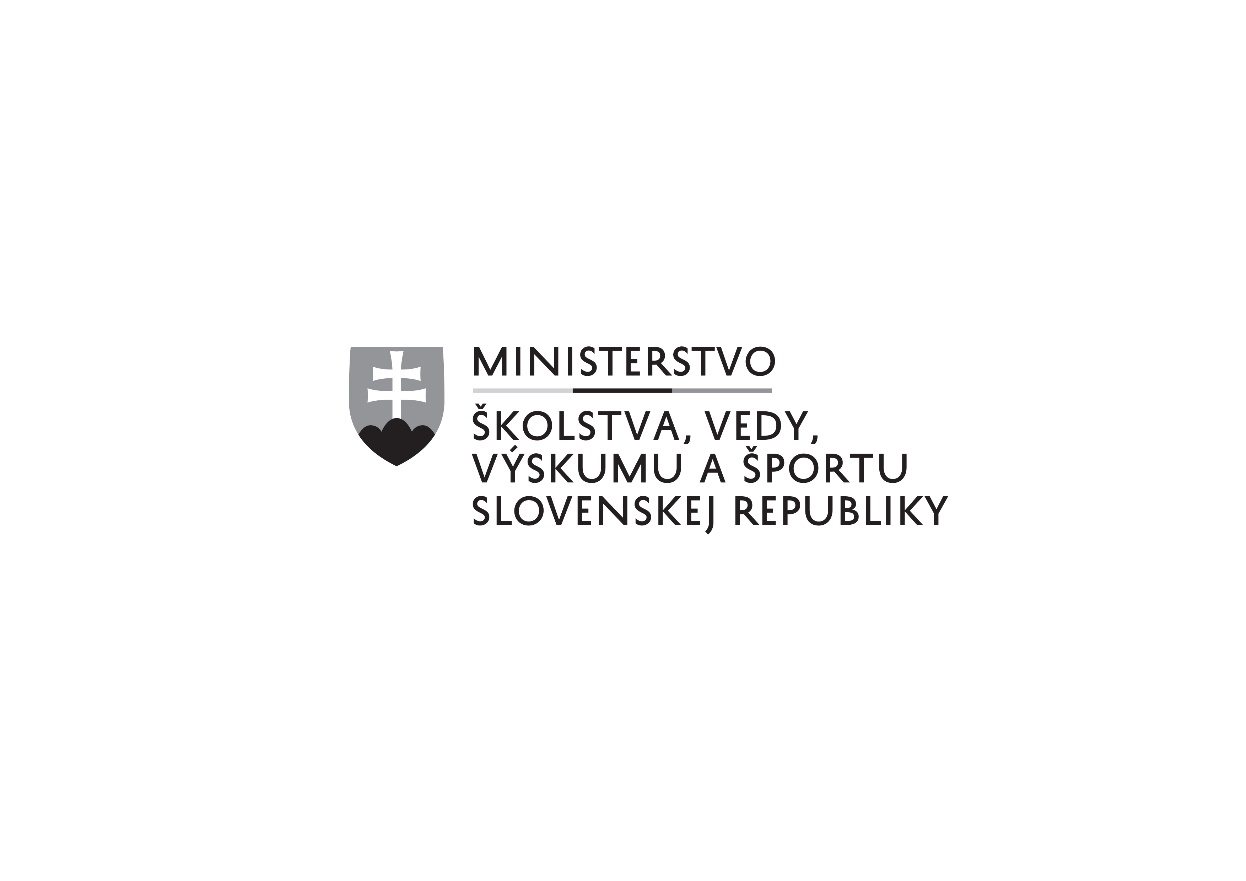 MINISTERSTVO
ŠKOLSTVA, VEDY,
VÝSKUMU A ŠPORTU
SLOVENSKEJ REPUBLIKY